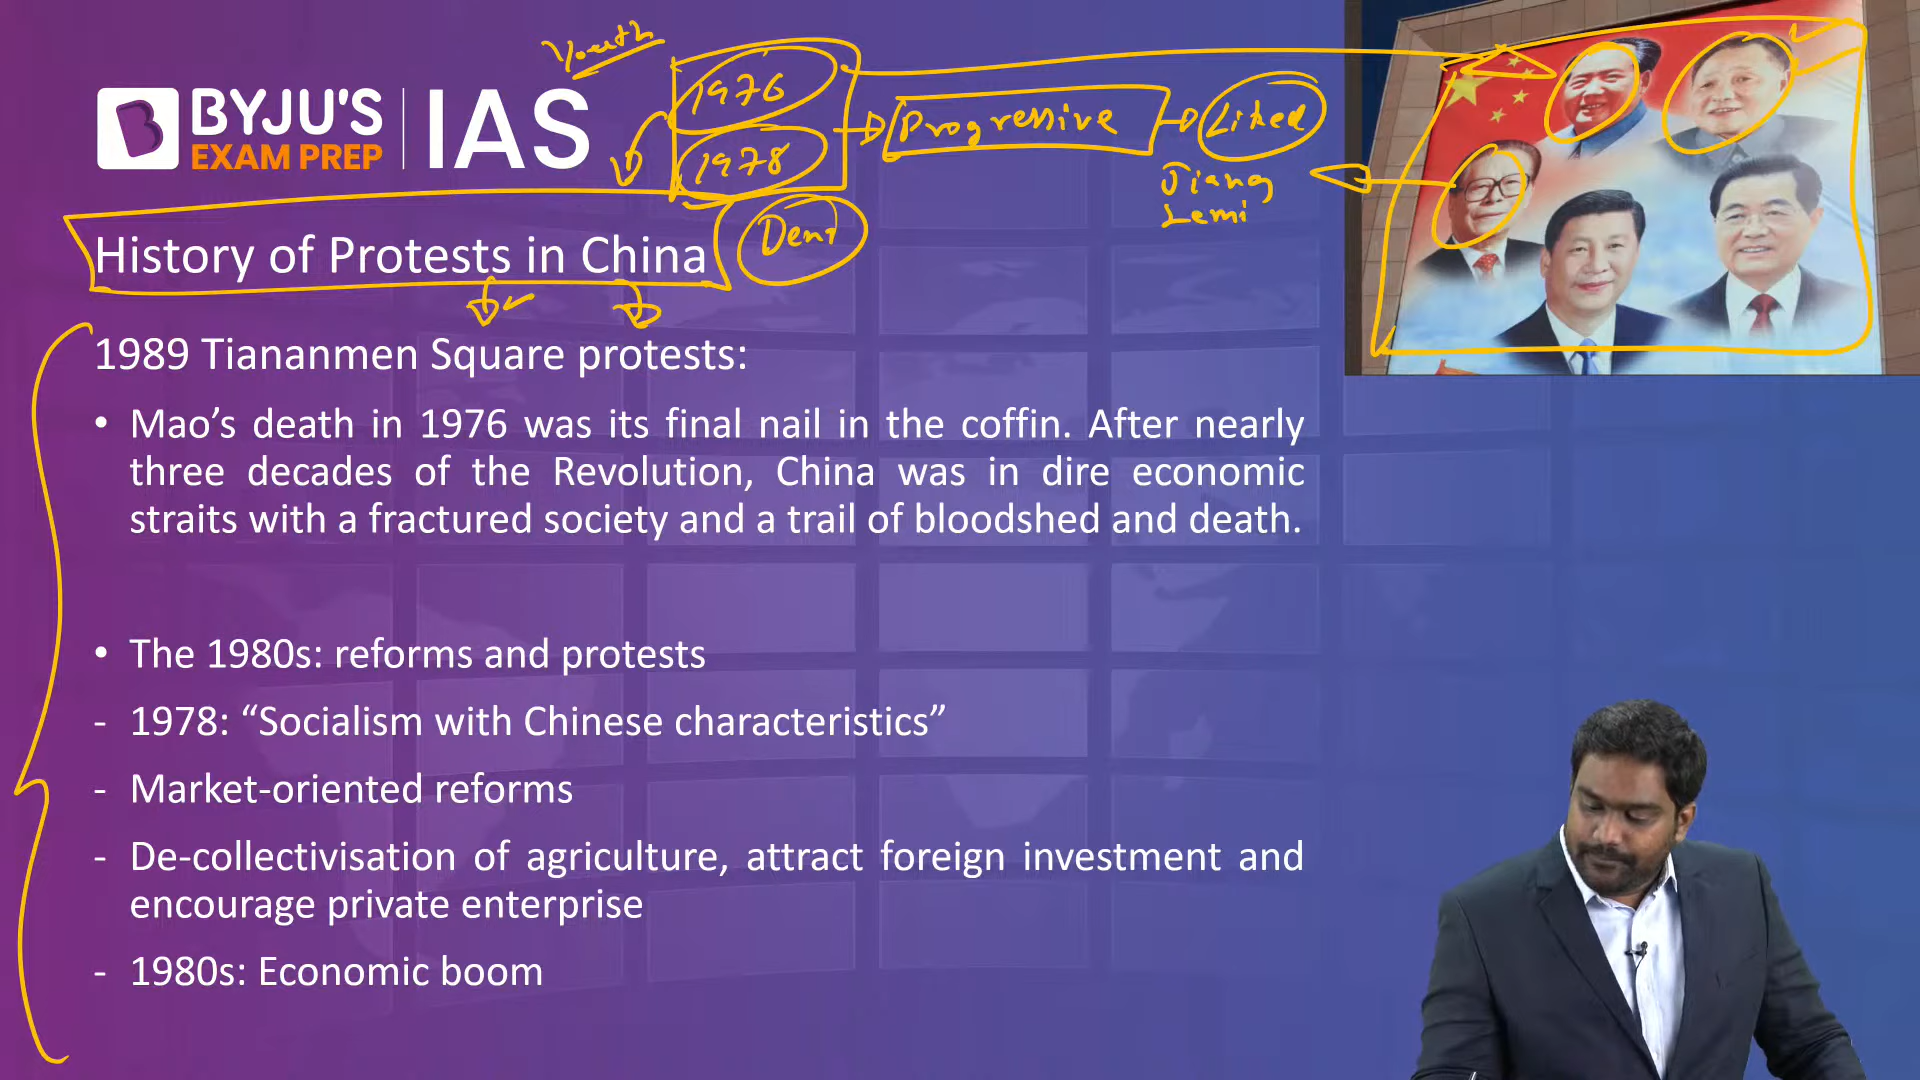 Youth
1976
1978
Progressive
Liked
Jiang
Lemi
BYJU'S
EXAM PREP
IAS
History of Protests in China
1989 Tiananmen Square protests:
• Mao’s death in 1976 was its final nail in the coffin. After nearly
three decades of the Revolution, China was in dire economic
straits with a fractured society and a trail of bloodshed and death.
• The 1980s: reforms and protests
- 1978: “Socialism with Chinese characteristics”
- Market-oriented reforms
- De-collectivisation of agriculture, attract foreign investment and
encourage private enterprise
- 1980s: Economic boom